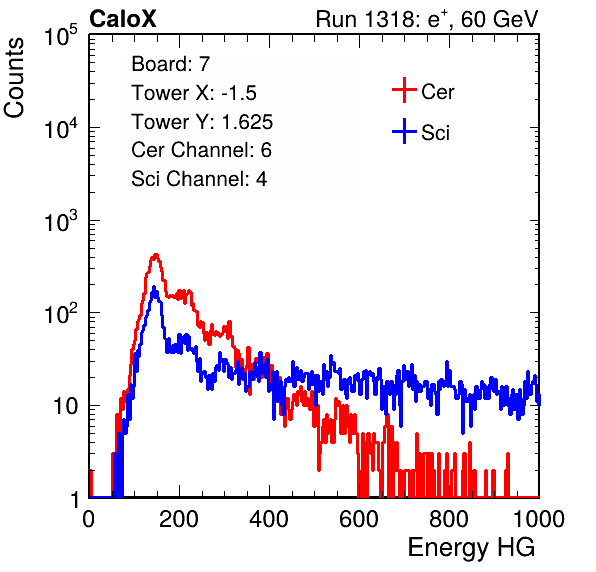 CaloX Run 1318: e⁺, 60 GeV
Board: 7
Tower X: -1.5
Tower Y: 1.625
Cer Channel: 6
Sci Channel: 4
Cer
Sci
Counts
10⁵
10⁴
10³
10²
10
1
0 200 400 600 800 1000
Energy HG